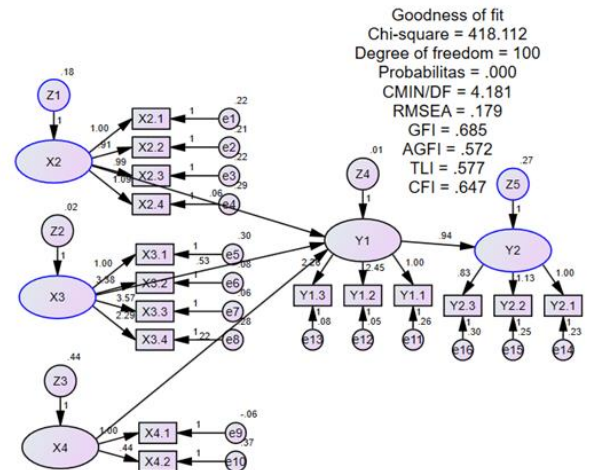 Goodness of fit
Chi-square = 418.112
Degree of freedom = 100
Probabilitas = .000
CMIN/DF = 4.181
RMSEA = .179
GFI = .685
AGFI = .572
TLI = .577
CFI = .647
.18
Z1
1
X2
1.00
.91
.99
1.09
X2.1
1
e1
.22
X2.2
1
e2
.21
X2.3
1
e3
.22
X2.4
1
e4
.29
.06
.02
Z2
1
X3
1.00
3.38
3.57
2.29
X3.1
1
e5
.30
X3.2
1
e6
.08
X3.3
1
e7
.06
X3.4
1
e8
.28
.53
.44
Z3
1
X4
1.00
.44
X4.1
1
e9
-.06
X4.2
1
e10
.37
.22
.01
Z4
1
Y1
2.45
1.00
Y1.3
Y1.2
Y1.1
1
1
1
.08
.05
.26
e13
e12
e11
.94
.27
Z5
1
Y2
.83
1.13
1.00
Y2.3
Y2.2
Y2.1
1
1
1
.30
.25
.23
e16
e15
e14